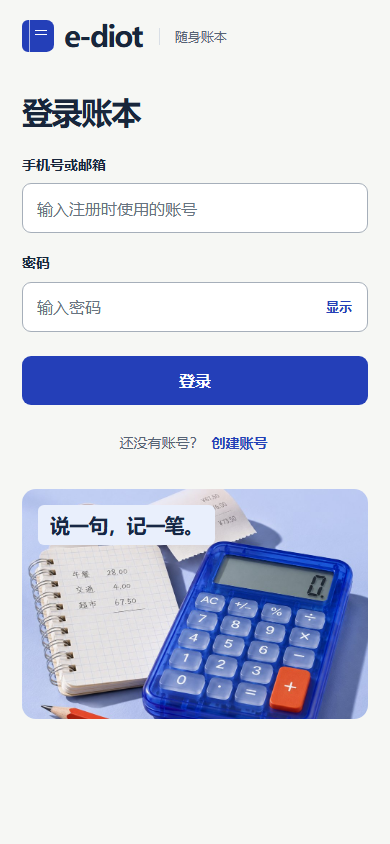 e-diot 随身账本
登录账本
手机号或邮箱
输入注册时使用的账号
密码
输入密码 显示
登录
还没有账号？ 创建账号
说一句，记一笔。
午餐 28.00
交通 4.00
超市 67.50
¥73.50
0.
AC +/− % ÷
7 8 9 ×
4 5 6 −
1 2 3 +
0 · =